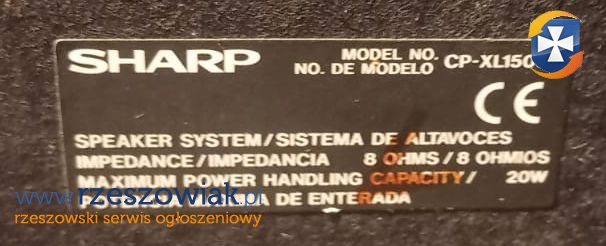 SHARP
MODEL NO.
NO. DE MODELO CP-XL150
CE
SPEAKER SYSTEM/SISTEMA DE ALTAVOCES
IMPEDANCE/IMPEDANCIA 8 OHMS/8 OHMIOS
MAXIMUM POWER HANDLING CAPACITY/ 20W
DE ENTERADA
www.rzeszowiak.pl
rzeszowski serwis ogłoszeniowy